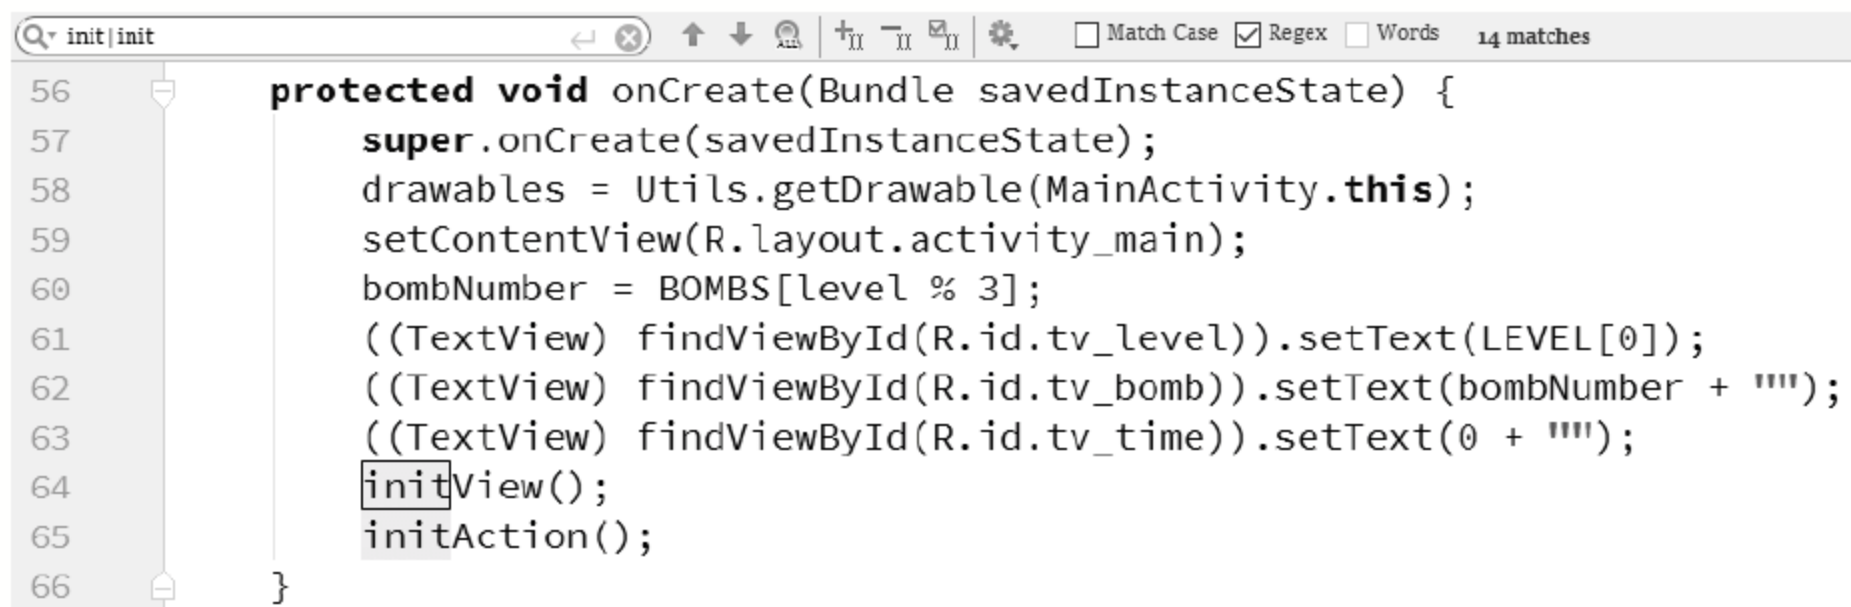 init|init Match Case Regex Words 14 matches
56 protected void onCreate(Bundle savedInstanceState) {
57 super.onCreate(savedInstanceState);
58 drawables = Utils.getDrawable(MainActivity.this);
59 setContentView(R.layout.activity_main);
60 bombNumber = BOMBS[level % 3];
61 ((TextView) findViewById(R.id.tv_level)).setText(LEVEL[0]);
62 ((TextView) findViewById(R.id.tv_bomb)).setText(bombNumber + "");
63 ((TextView) findViewById(R.id.tv_time)).setText(0 + "");
64 initView();
65 initAction();
66 }